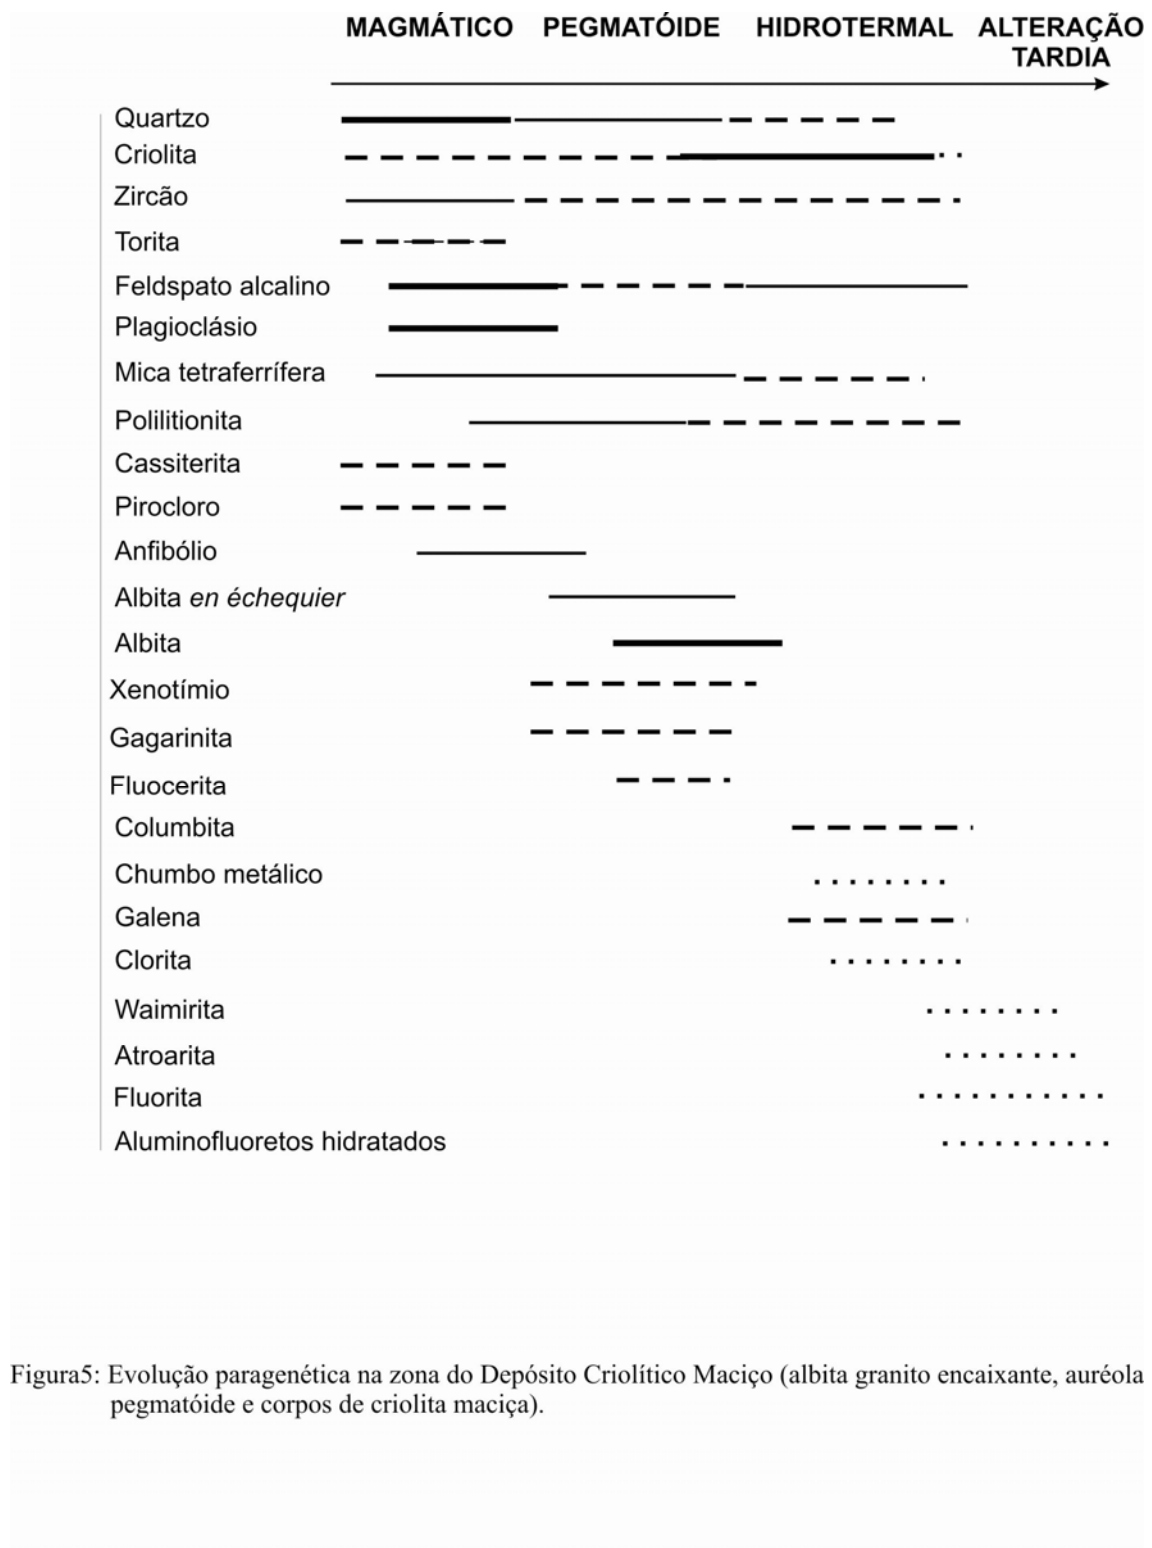 MAGMÁTICO PEGMATÓIDE HIDROTERMAL ALTERAÇÃO
TARDIA
Quartzo
Criolita
Zircão
Torita
Feldspato alcalino
Plagioclásio
Mica tetraferrífera
Polilitionita
Cassiterita
Pirocloro
Anfibólio
Albita en échequier
Albita
Xenotímio
Gagarinita
Fluocerita
Columbita
Chumbo metálico
Galena
Clorita
Waimirita
Atroarita
Fluorita
Aluminofluoretos hidratados
Figura5: Evolução paragenética na zona do Depósito Criolítico Maciço (albita granito encaixante, auréola
pegmatóide e corpos de criolita maciça).